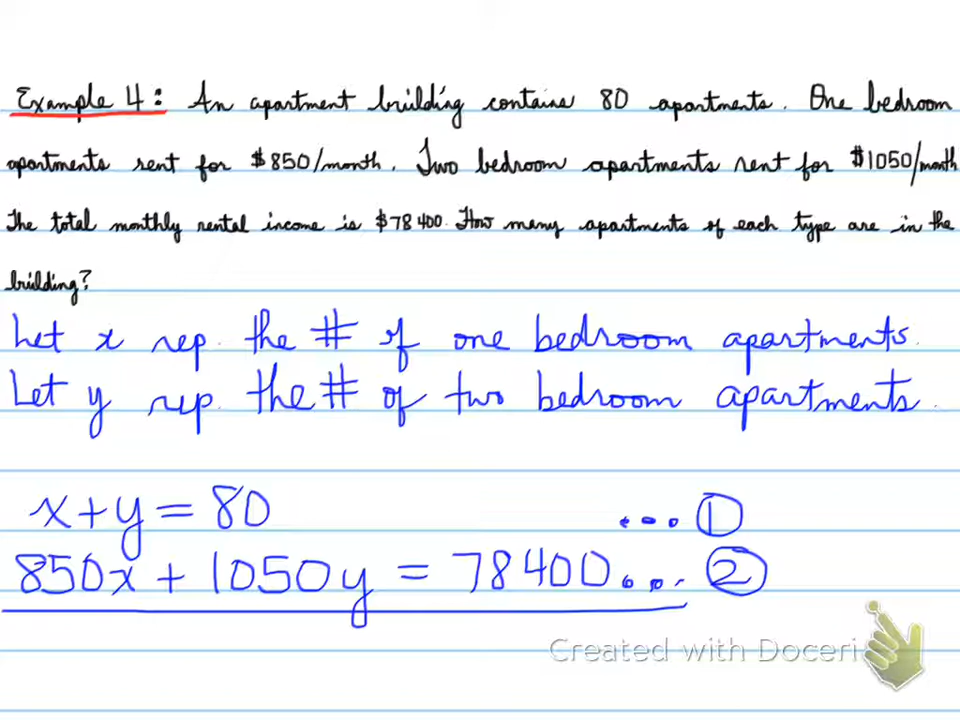 Example 4: An apartment building contains 80 apartments. One bedroom
apartments rent for $850/month. Two bedroom apartments rent for $1050/month
The total monthly rental income is $78400. How many apartments of each type are in the
building?
Let x rep. the # of one bedroom apartments.
Let y rep. the # of two bedroom apartments.
x+y=80 ...①
850x + 1050y = 78400... ②
Created with Doceri